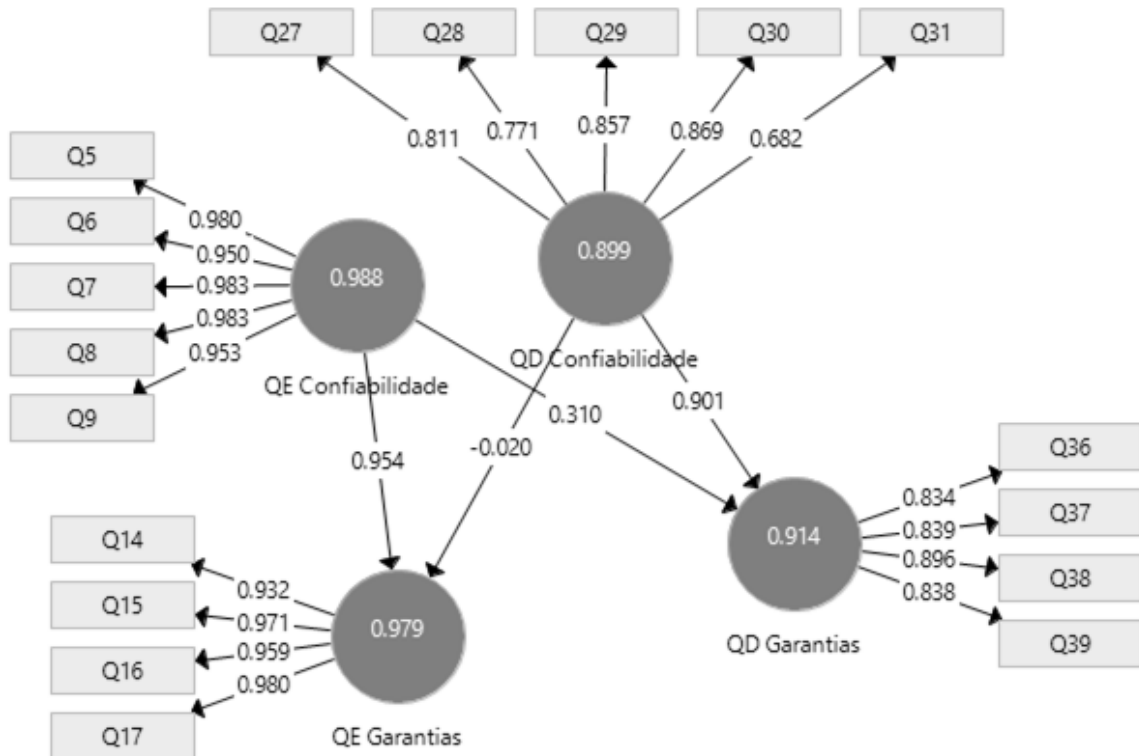 Q27
Q28
Q29
Q30
Q31
0.811
0.771
0.857
0.869
0.682
Q5
Q6
Q7
Q8
Q9
0.980
0.950
0.983
0.983
0.953
0.988
QE Confiabilidade
0.899
QD Confiabilidade
0.954
-0.020
0.310
0.901
Q14
Q15
Q16
Q17
0.932
0.971
0.959
0.980
0.979
QE Garantias
0.914
QD Garantias
0.834
0.839
0.896
0.838
Q36
Q37
Q38
Q39